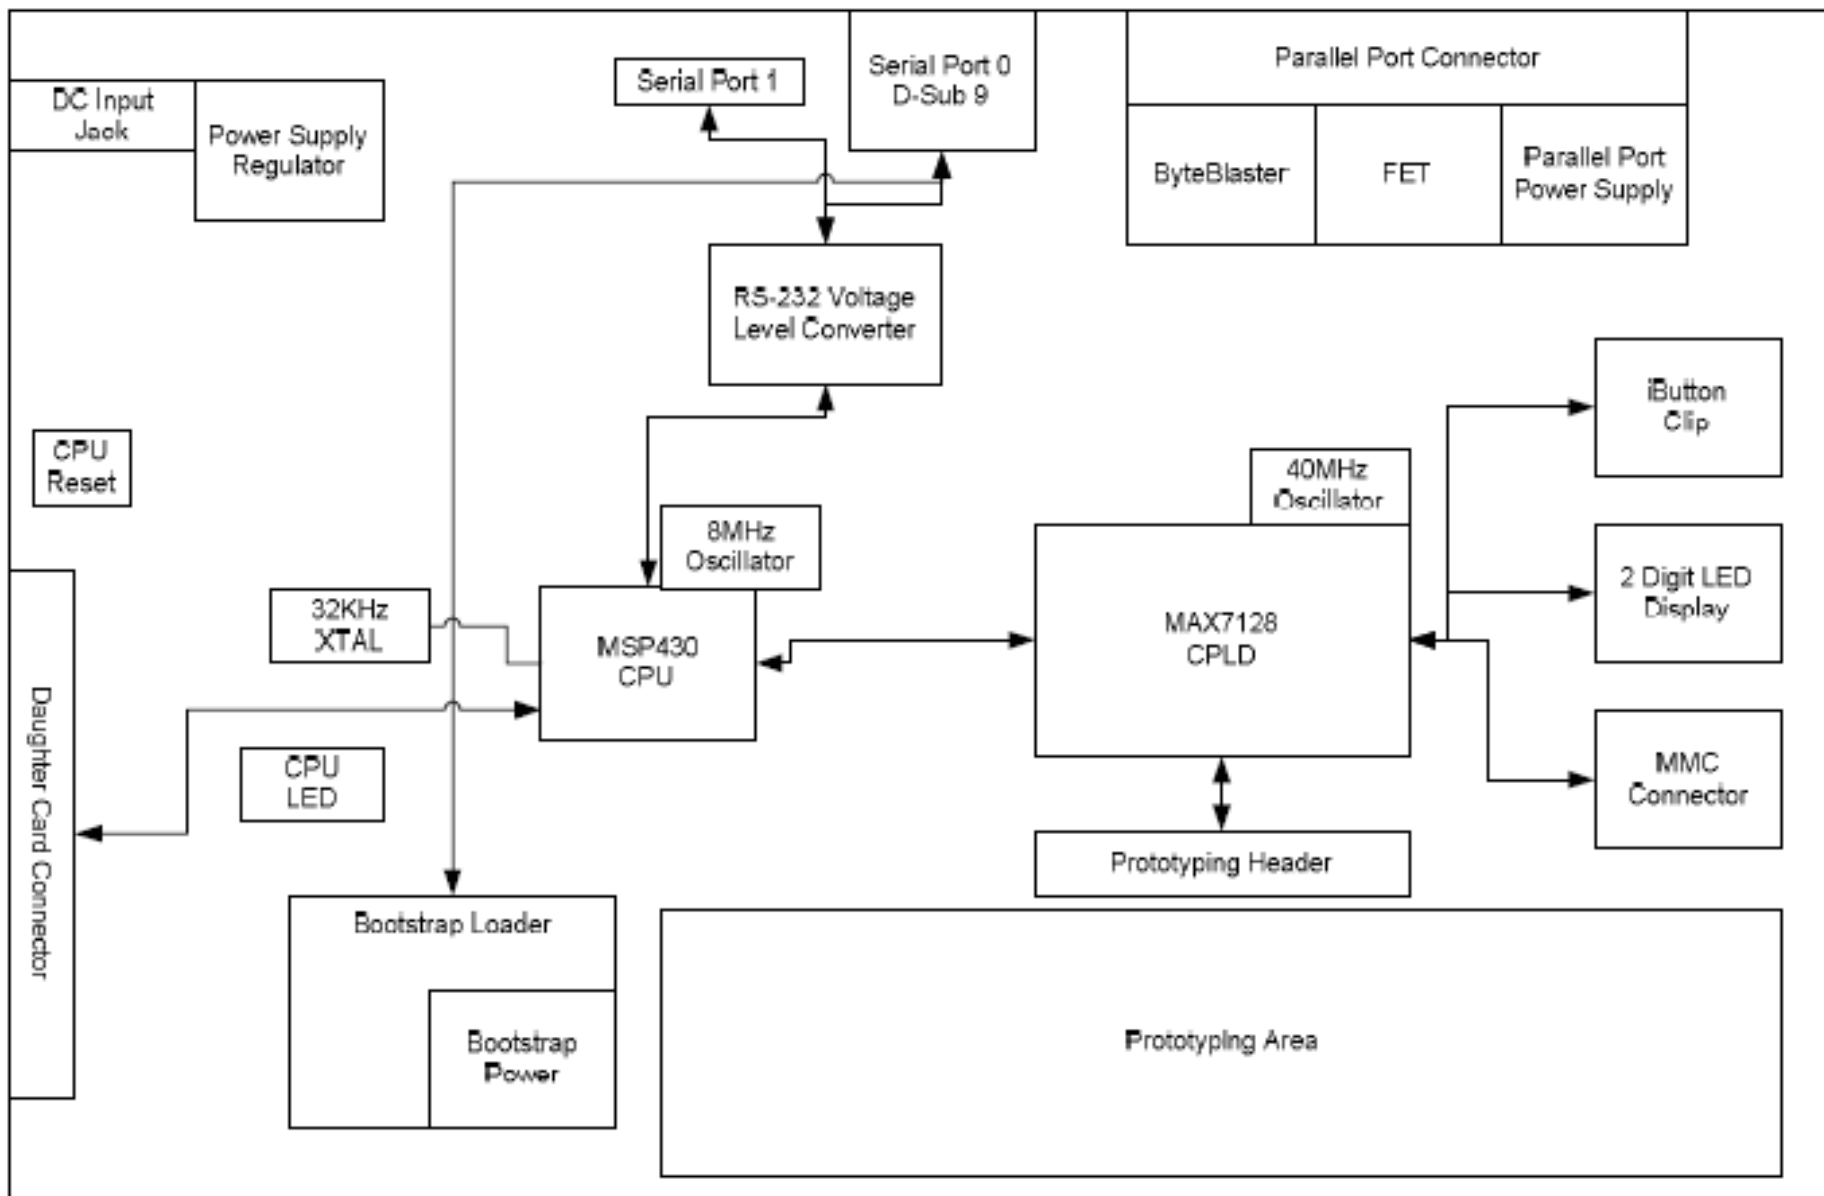 Serial Port 1
Serial Port 0
D-Sub 9
Parallel Port Connector
DC Input
Jack
Power Supply
Regulator
ByteBlaster
FET
Parallel Port
Power Supply
RS-232 Voltage
Level Converter
iButton
Clip
CPU
Reset
40MHz
Oscillator
8MHz
Oscillator
2 Digit LED
Display
32KHz
XTAL
MSP430
CPU
MAX7128
CPLD
Daughter Card Connector
CPU
LED
MMC
Connector
Prototyping Header
Bootstrap Loader
Bootstrap
Power
Prototyping Area